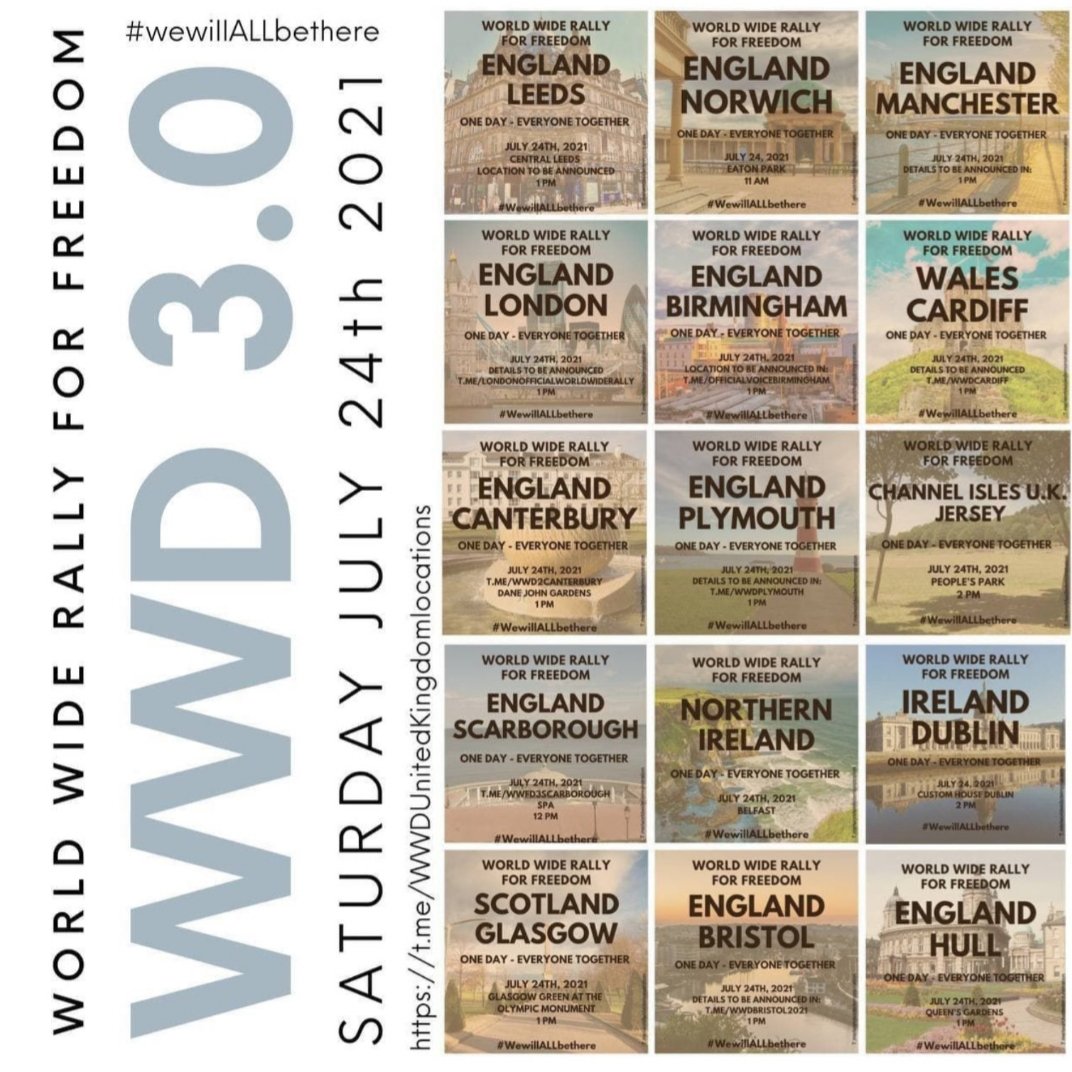 WORLD WIDE RALLY FOR FREEDOM
#wewillALLbethere
WWD 3.0
SATURDAY JULY 24th 2021
https://t.me/WWDUnitedKingdomlocations
WORLD WIDE RALLY
FOR FREEDOM
ENGLAND
LEEDS
ONE DAY - EVERYONE TOGETHER
JULY 24TH, 2021
CENTRAL LEEDS
LOCATION TO BE ANNOUNCED
1 PM
#WewillALLbethere
WORLD WIDE RALLY
FOR FREEDOM
ENGLAND
NORWICH
ONE DAY - EVERYONE TOGETHER
JULY 24, 2021
EATON PARK
11 AM
#WewillALLbethere
WORLD WIDE RALLY
FOR FREEDOM
ENGLAND
MANCHESTER
ONE DAY - EVERYONE TOGETHER
JULY 24TH, 2021
DETAILS TO BE ANNOUNCED IN:
1 PM
#WewillALLbethere
WORLD WIDE RALLY
FOR FREEDOM
ENGLAND
LONDON
ONE DAY - EVERYONE TOGETHER
JULY 24TH, 2021
DETAILS TO BE ANNOUNCED
T.ME/LONDONOFFICIALWORLDWIDERALLY
1 PM
#WewillALLbethere
WORLD WIDE RALLY
FOR FREEDOM
ENGLAND
BIRMINGHAM
ONE DAY - EVERYONE TOGETHER
JULY 24TH, 2021
LOCATION TO BE ANNOUNCED IN:
T.ME/OFFICIALVOICEBIRMINGHAM
1 PM
#WewillALLbethere
WORLD WIDE RALLY
FOR FREEDOM
WALES
CARDIFF
ONE DAY - EVERYONE TOGETHER
JULY 24TH, 2021
DETAILS TO BE ANNOUNCED
T.ME/WWDCARDIFF
1 PM
#WewillALLbethere
WORLD WIDE RALLY
FOR FREEDOM
ENGLAND
CANTERBURY
ONE DAY - EVERYONE TOGETHER
JULY 24TH, 2021
T.ME/WWD2CANTERBURY
DANE JOHN GARDENS
1 PM
#WewillALLbethere
WORLD WIDE RALLY
FOR FREEDOM
ENGLAND
PLYMOUTH
ONE DAY - EVERYONE TOGETHER
JULY 24TH, 2021
DETAILS TO BE ANNOUNCED IN:
T.ME/WWDPLYMOUTH
1 PM
#WewillALLbethere
WORLD WIDE RALLY
FOR FREEDOM
CHANNEL ISLES U.K.
JERSEY
ONE DAY - EVERYONE TOGETHER
JULY 24TH, 2021
PEOPLE'S PARK
2 PM
#WewillALLbethere
WORLD WIDE RALLY
FOR FREEDOM
ENGLAND
SCARBOROUGH
ONE DAY - EVERYONE TOGETHER
JULY 24TH, 2021
T.ME/WWFD3SCARBOROUGH
SPA
12 PM
#WewillALLbethere
WORLD WIDE RALLY
FOR FREEDOM
NORTHERN
IRELAND
ONE DAY - EVERYONE TOGETHER
JULY 24TH, 2021
BELFAST
#WewillALLbethere
WORLD WIDE RALLY
FOR FREEDOM
IRELAND
DUBLIN
ONE DAY - EVERYONE TOGETHER
JULY 24, 2021
CUSTOM HOUSE DUBLIN
2 PM
#WewillALLbethere
WORLD WIDE RALLY
FOR FREEDOM
SCOTLAND
GLASGOW
ONE DAY - EVERYONE TOGETHER
JULY 24TH, 2021
GLASGOW GREEN AT THE
OLYMPIC MONUMENT
1 PM
#WewillALLbethere
WORLD WIDE RALLY
FOR FREEDOM
ENGLAND
BRISTOL
ONE DAY - EVERYONE TOGETHER
JULY 24TH, 2021
DETAILS TO BE ANNOUNCED IN:
T.ME/WWDBRISTOL2021
1 PM
#WewillALLbethere
WORLD WIDE RALLY
FOR FREEDOM
ENGLAND
HULL
ONE DAY - EVERYONE TOGETHER
JULY 24TH, 2021
QUEEN'S GARDENS
1 PM
#WewillALLbethere